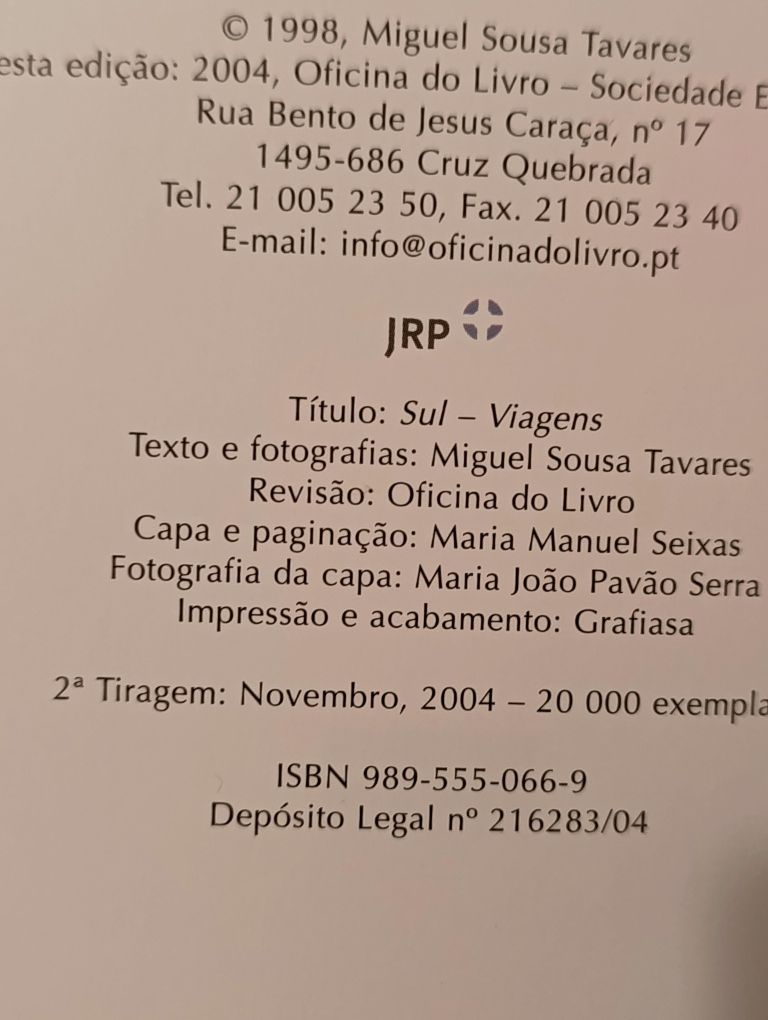 © 1998, Miguel Sousa Tavares
esta edição: 2004, Oficina do Livro – Sociedade E
Rua Bento de Jesus Caraça, nº 17
1495-686 Cruz Quebrada
Tel. 21 005 23 50, Fax. 21 005 23 40
E-mail: info@oficinadolivro.pt
JRP
Título: Sul – Viagens
Texto e fotografias: Miguel Sousa Tavares
Revisão: Oficina do Livro
Capa e paginação: Maria Manuel Seixas
Fotografia da capa: Maria João Pavão Serra
Impressão e acabamento: Grafiasa
2ª Tiragem: Novembro, 2004 – 20 000 exempla
ISBN 989-555-066-9
Depósito Legal nº 216283/04